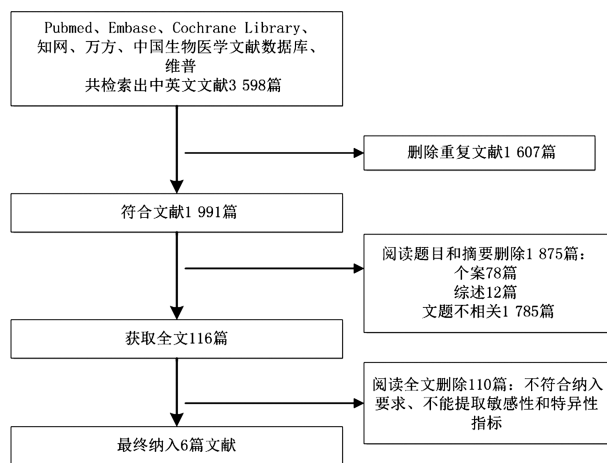 Pubmed、Embase、Cochrane Library、
知网、万方、中国生物医学文献数据库、
维普
共检索出中英文文献3 598篇
删除重复文献1 607篇
符合文献1 991篇
阅读题目和摘要删除1 875篇：
个案78篇
综述12篇
文题不相关1 785篇
获取全文116篇
阅读全文删除110篇：不符合纳入
要求、不能提取敏感性和特异性
指标
最终纳入6篇文献